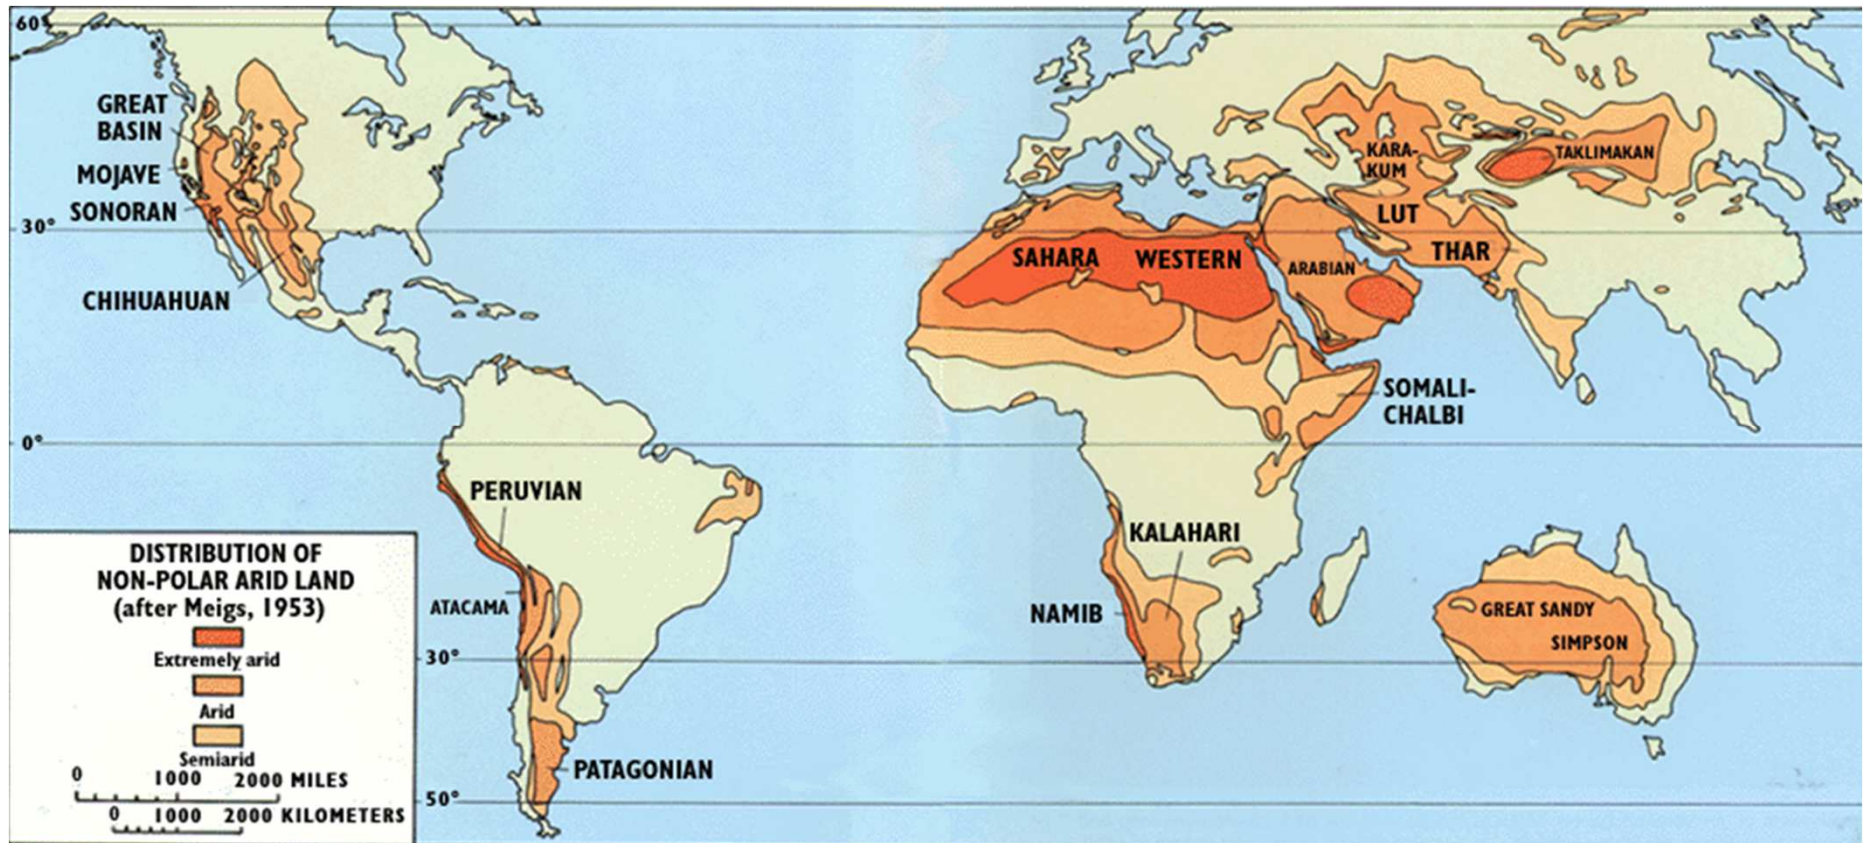 60°
GREAT
BASIN
MOJAVE
SONORAN
30°
CHIHUAHUAN
0°
PERUVIAN
ATACAMA
30°
PATAGONIAN
50°
SAHARA
WESTERN
ARABIAN
KARA-
KUM
TAKLIMAKAN
LUT
THAR
SOMALI-
CHALBI
KALAHARI
NAMIB
GREAT SANDY
SIMPSON
DISTRIBUTION OF
NON-POLAR ARID LAND
(after Meigs, 1953)
Extremely arid
Arid
Semiarid
0 1000 2000 MILES
0 1000 2000 KILOMETERS